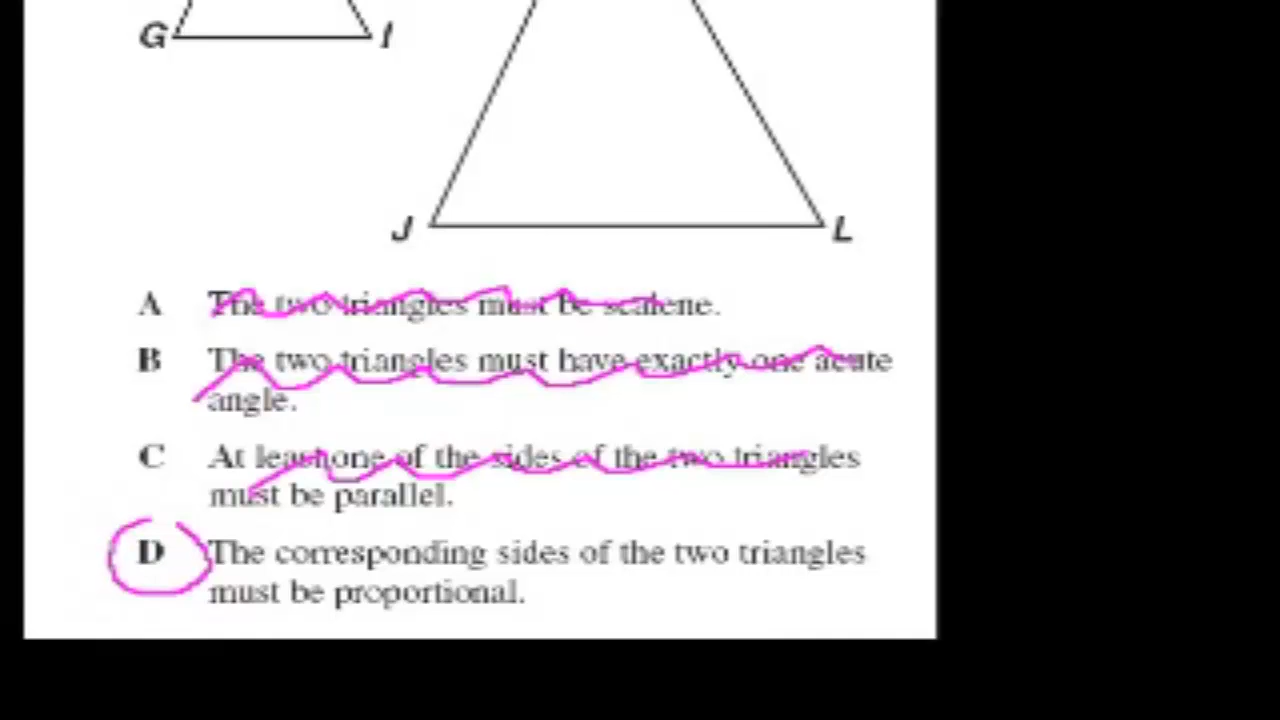 G I
J L
A The two triangles must be scalene.
B The two triangles must have exactly one acute
angle.
C At least one of the sides of the two triangles
must be parallel.
D The corresponding sides of the two triangles
must be proportional.